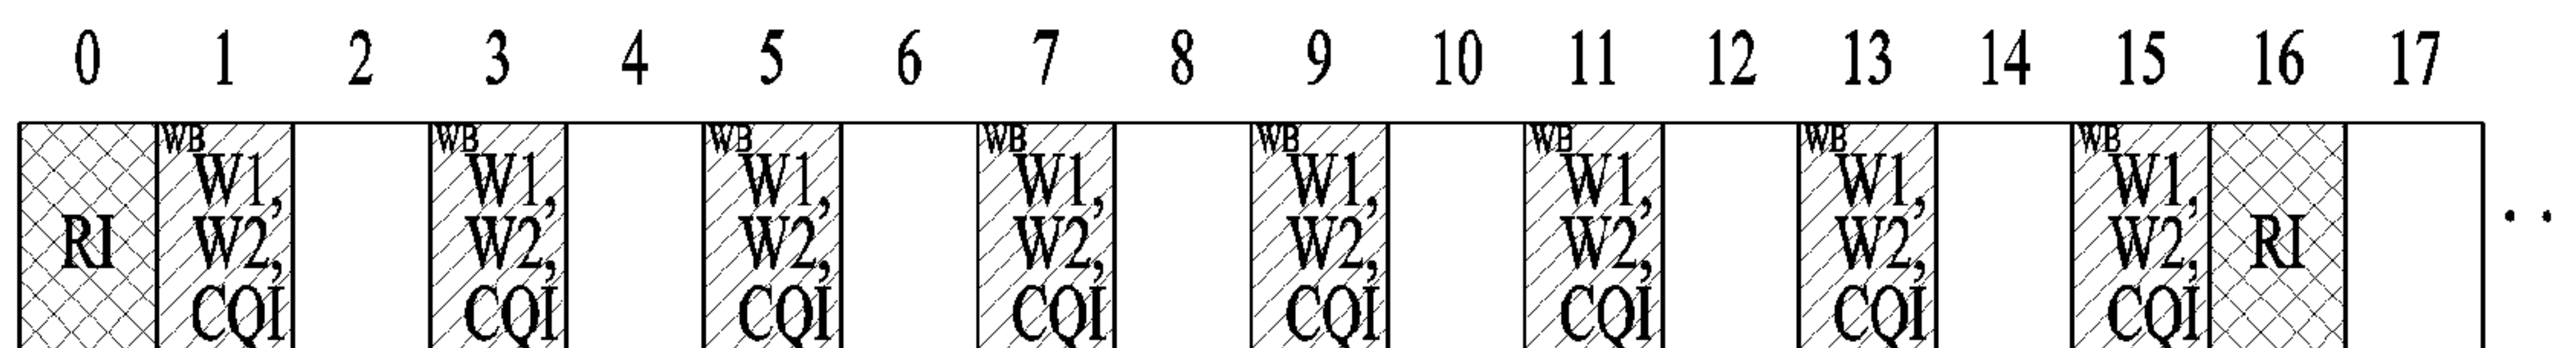 0 1 2 3 4 5 6 7 8 9 10 11 12 13 14 15 16 17
WB WB WB WB WB WB WB WB
W1, W1, W1, W1, W1, W1, W1, W1,
RI W2, W2, W2, W2, W2, W2, W2, W2, RI ..
CQI CQI CQI CQI CQI CQI CQI CQI